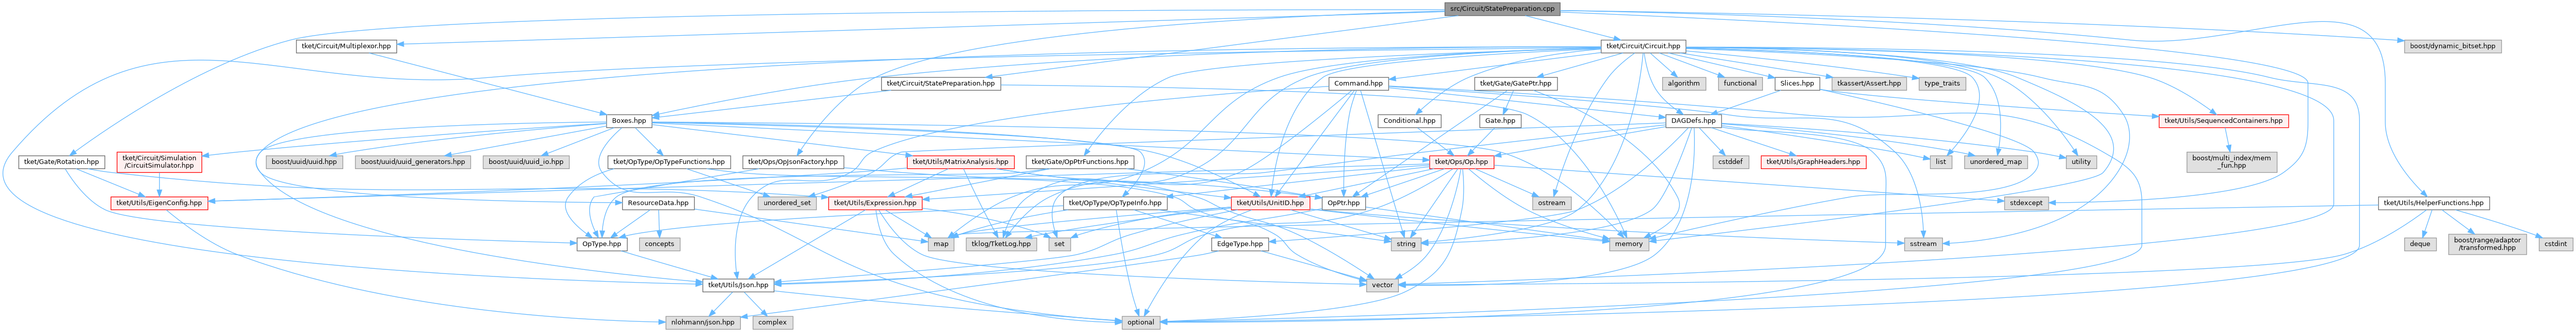 src/Circuit/StatePreparation.cpp
tket/Circuit/Multiplexor.hpp
tket/Circuit/Circuit.hpp
boost/dynamic_bitset.hpp
tket/Circuit/StatePreparation.hpp
Command.hpp
tket/Gate/GatePtr.hpp
algorithm
functional
Slices.hpp
tkassert/Assert.hpp
type_traits
Boxes.hpp
Conditional.hpp
Gate.hpp
DAGDefs.hpp
tket/Utils/SequencedContainers.hpp
tket/Gate/Rotation.hpp
tket/Circuit/Simulation
/CircuitSimulator.hpp
boost/uuid/uuid.hpp
boost/uuid/uuid_generators.hpp
boost/uuid/uuid_io.hpp
tket/OpType/OpTypeFunctions.hpp
tket/Ops/OpJsonFactory.hpp
tket/Utils/MatrixAnalysis.hpp
tket/Gate/OpPtrFunctions.hpp
tket/Ops/Op.hpp
cstddef
tket/Utils/GraphHeaders.hpp
list
unordered_map
utility
boost/multi_index/mem
_fun.hpp
tket/Utils/EigenConfig.hpp
ResourceData.hpp
unordered_set
tket/Utils/Expression.hpp
tket/OpType/OpTypeInfo.hpp
tket/Utils/UnitID.hpp
OpPtr.hpp
ostream
stdexcept
tket/Utils/HelperFunctions.hpp
OpType.hpp
concepts
map
tklog/TketLog.hpp
set
EdgeType.hpp
string
memory
sstream
deque
boost/range/adaptor
/transformed.hpp
cstdint
tket/Utils/Json.hpp
vector
nlohmann/json.hpp
complex
optional